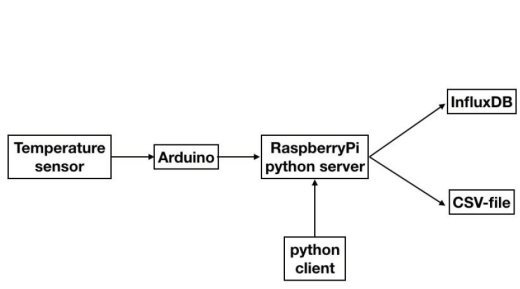 Temperature
sensor
Arduino
RaspberryPi
python server
InfluxDB
CSV-file
python
client